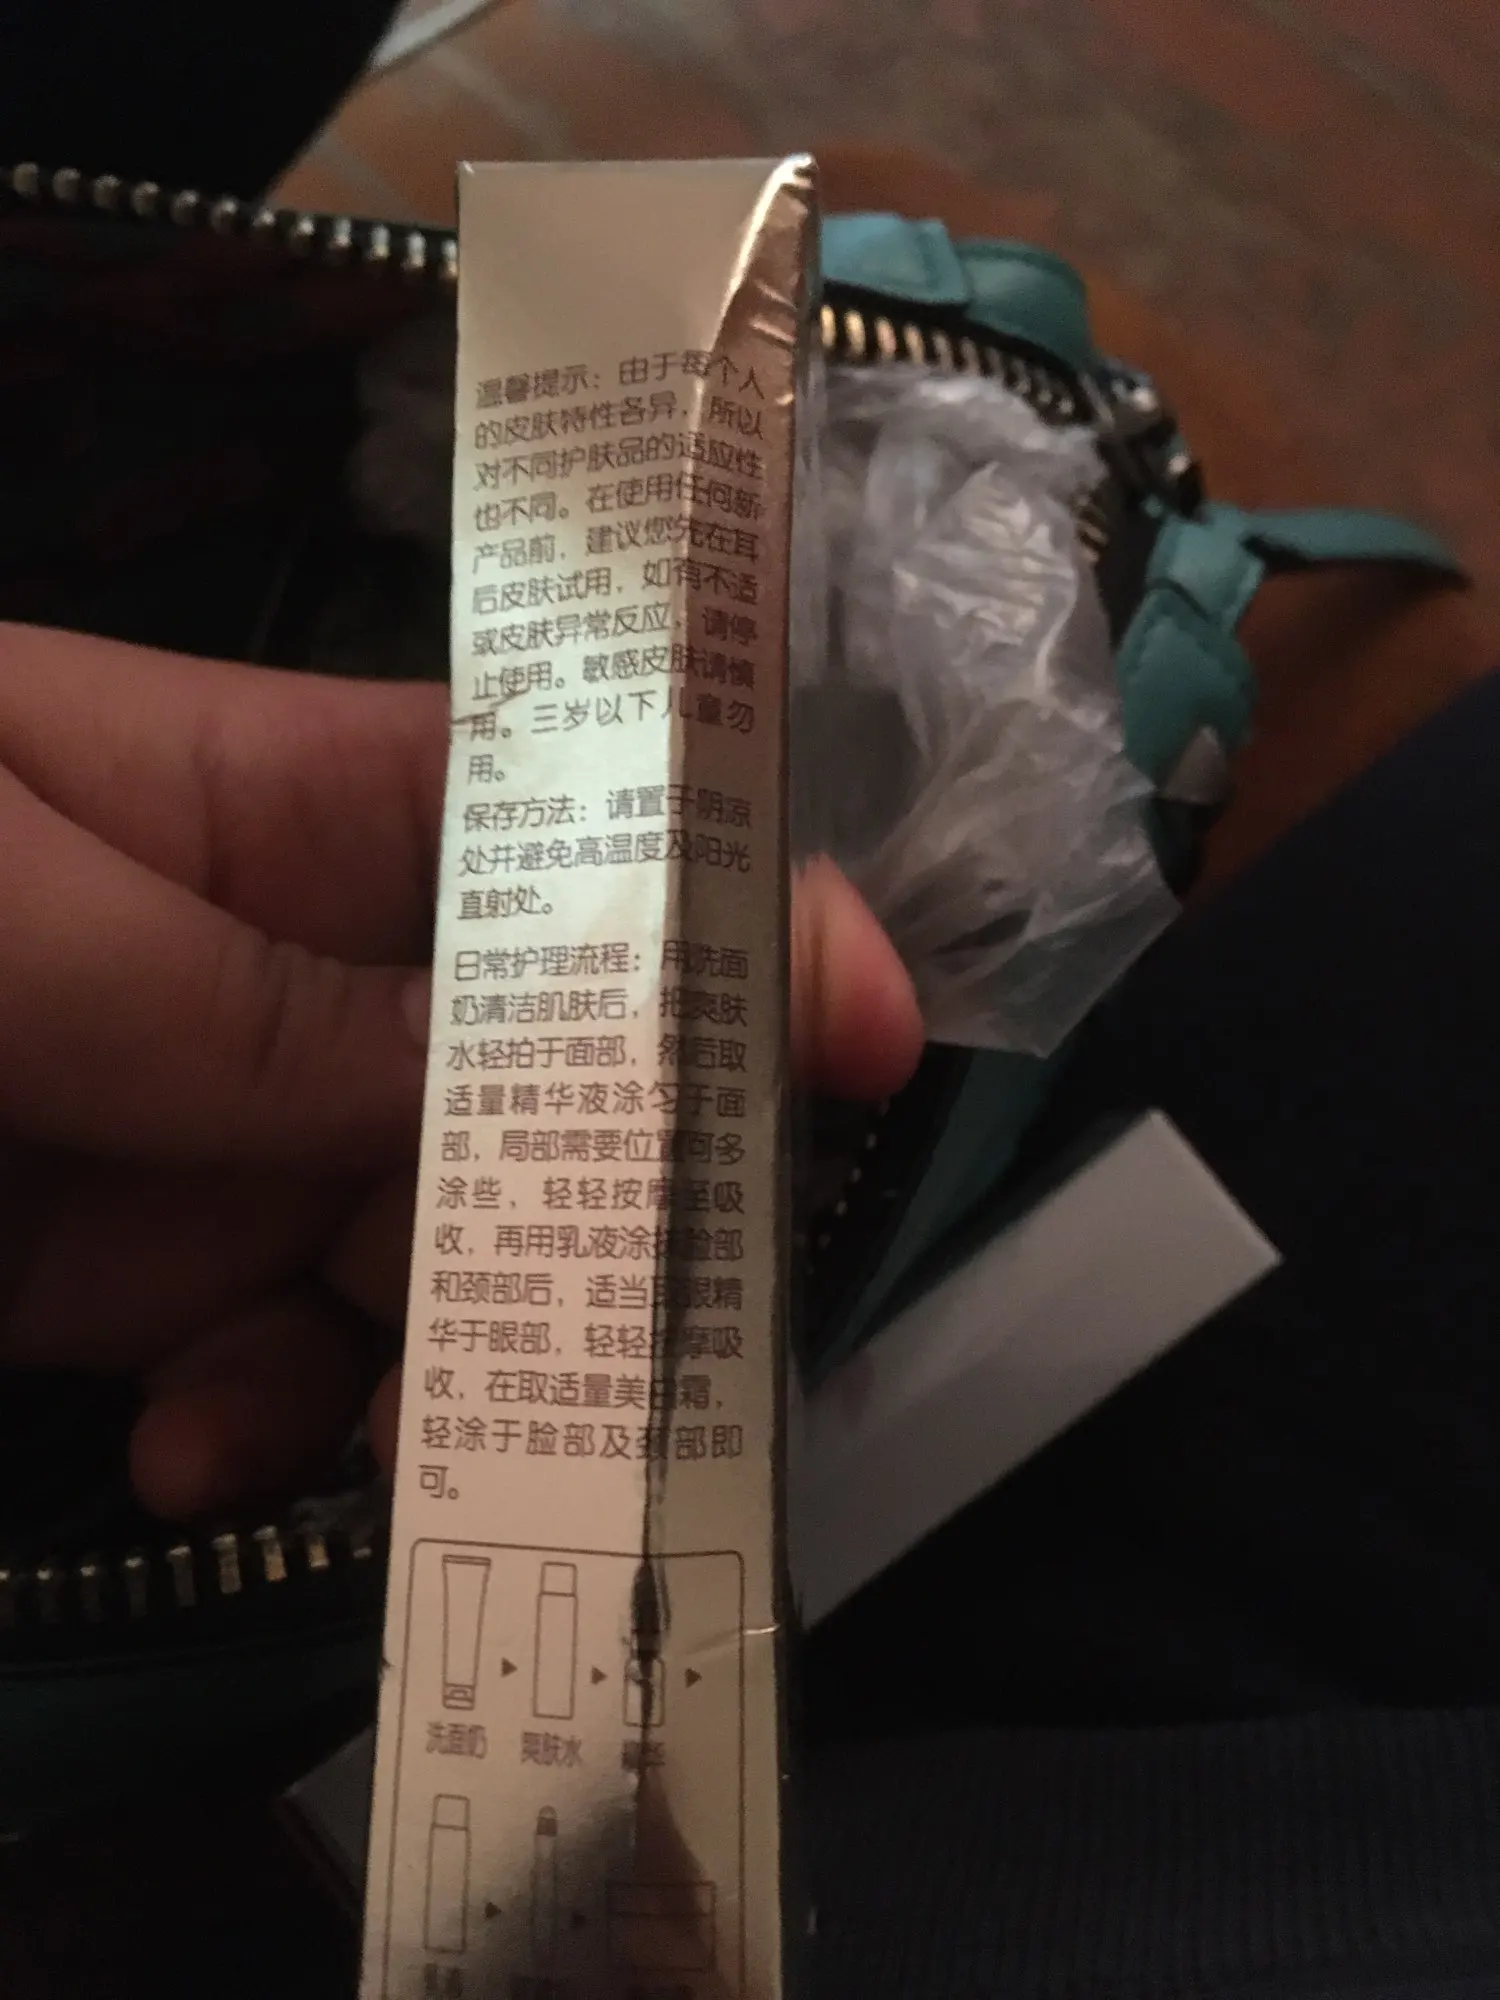 温馨提示：由于每个人
的皮肤特性各异，所以
对不同护肤品的适应性
也不同。在使用任何新
产品前，建议您先在耳
后皮肤试用，如有不适
或皮肤异常反应，请停
止使用。敏感皮肤请慎
用。三岁以下儿童勿
用。
保存方法：请置于阴凉
处并避免高温度及阳光
直射处。
日常护理流程：用洗面
奶清洁肌肤后，把爽肤
水轻拍于面部，然后取
适量精华液涂匀于面
部，局部需要位置可多
涂些，轻轻按摩至吸
收，再用乳液涂抹脸部
和颈部后，适当取眼精
华于眼部，轻轻按摩吸
收，在取适量美白霜，
轻涂于脸部及颈部即
可。
洗面奶 爽肤水 精华